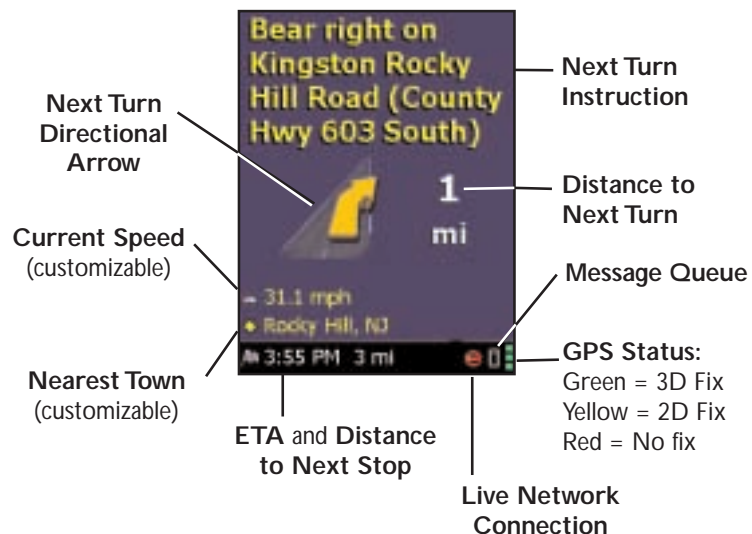 Bear right on
Kingston Rocky
Hill Road (County
Hwy 603 South)
1
mi
31.1 mph
Rocky Hill, NJ
3:55 PM 3 mi
Next Turn
Directional
Arrow
Current Speed
(customizable)
Nearest Town
(customizable)
ETA and Distance
to Next Stop
Live Network
Connection
Next Turn
Instruction
Distance to
Next Turn
Message Queue
GPS Status:
Green = 3D Fix
Yellow = 2D Fix
Red = No fix